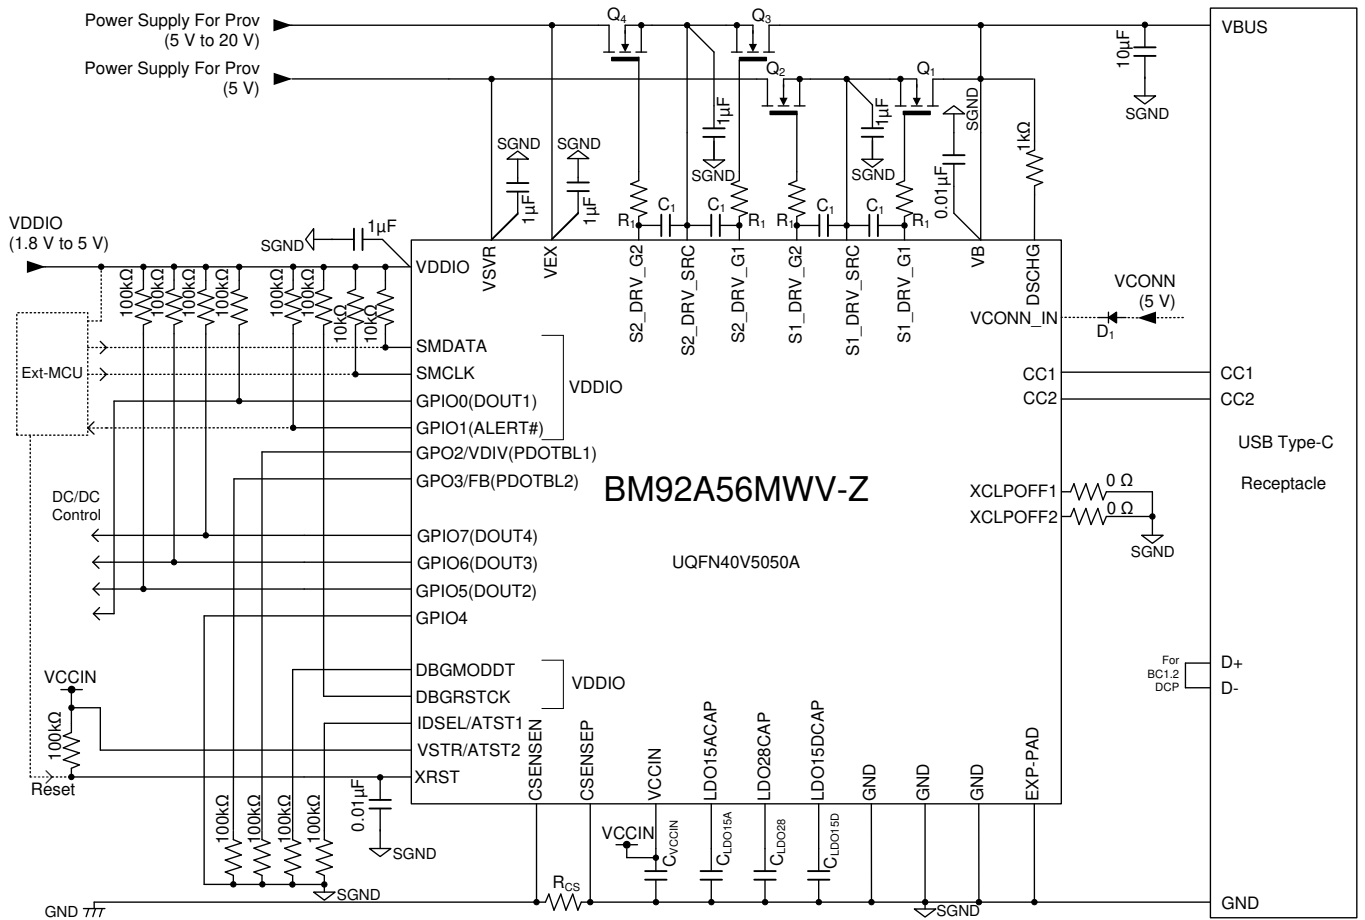 Power Supply For Prov
(5 V to 20 V)
Power Supply For Prov
(5 V)
Q4
Q3
Q2
Q1
VBUS
10µF
SGND
SGND
1µF
SGND
1µF
SGND
1µF
SGND
1µF
SGND
SGND
0.01µF
1kΩ
R1
C1
C1
R1
R1
C1
C1
R1
VDDIO
(1.8 V to 5 V)
SGND
1µF
VDDIO
VSVR
VEX
S2_DRV_G2
S2_DRV_SRC
S2_DRV_G1
S1_DRV_G2
S1_DRV_SRC
S1_DRV_G1
VB
DSCHG
100kΩ
100kΩ
100kΩ
100kΩ
100kΩ
100kΩ
10kΩ
10kΩ
VCONN
(5 V)
VCONN_IN
D1
Ext-MCU
SMDATA
SMCLK
GPIO0(DOUT1)
GPIO1(ALERT#)
VDDIO
GPO2/VDIV(PDOTBL1)
GPO3/FB(PDOTBL2)
CC1
CC2
CC1
CC2
USB Type-C
Receptacle
BM92A56MWV-Z
UQFN40V5050A
XCLPOFF1
0 Ω
XCLPOFF2
0 Ω
SGND
DC/DC
Control
GPIO7(DOUT4)
GPIO6(DOUT3)
GPIO5(DOUT2)
GPIO4
DBGMODDT
DBGRSTCK
VDDIO
IDSEL/ATST1
VSTR/ATST2
XRST
VCCIN
100kΩ
Reset
For
BC1.2
DCP
D+
D-
CSENSEN
CSENSEP
VCCIN
LDO15ACAP
LDO28CAP
LDO15DCAP
GND
GND
GND
EXP-PAD
100kΩ
100kΩ
100kΩ
100kΩ
0.01µF
SGND
SGND
VCCIN
CVCCIN
CLDO15A
CLDO28
CLDO15D
RCS
GND
SGND
GND